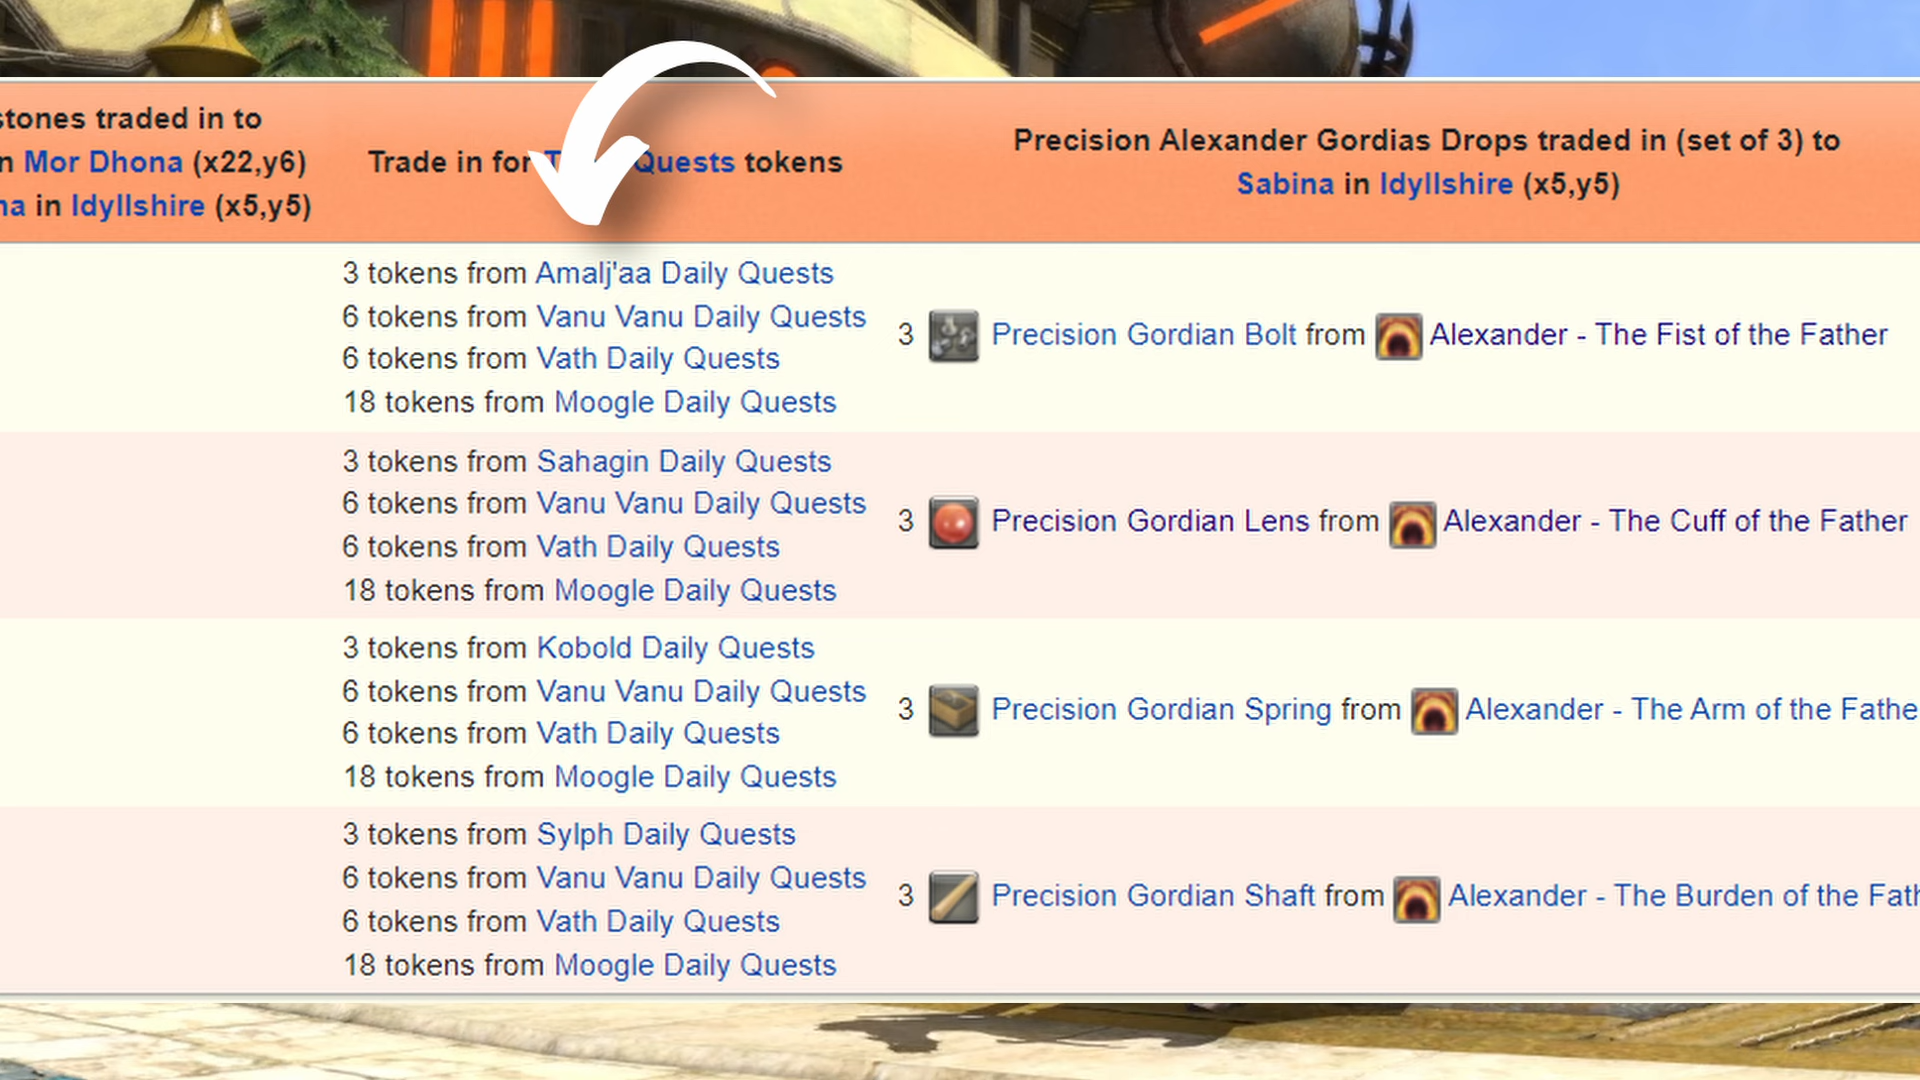 stones traded in to
n Mor Dhona (x22,y6)
na in Idyllshire (x5,y5)
Trade in for Quests tokens
Precision Alexander Gordias Drops traded in (set of 3) to
Sabina in Idyllshire (x5,y5)
3 tokens from Amalj'aa Daily Quests
6 tokens from Vanu Vanu Daily Quests
6 tokens from Vath Daily Quests
18 tokens from Moogle Daily Quests
3 Precision Gordian Bolt from Alexander - The Fist of the Father
3 tokens from Sahagin Daily Quests
6 tokens from Vanu Vanu Daily Quests
6 tokens from Vath Daily Quests
18 tokens from Moogle Daily Quests
3 Precision Gordian Lens from Alexander - The Cuff of the Father
3 tokens from Kobold Daily Quests
6 tokens from Vanu Vanu Daily Quests
6 tokens from Vath Daily Quests
18 tokens from Moogle Daily Quests
3 Precision Gordian Spring from Alexander - The Arm of the Fathe
3 tokens from Sylph Daily Quests
6 tokens from Vanu Vanu Daily Quests
6 tokens from Vath Daily Quests
18 tokens from Moogle Daily Quests
3 Precision Gordian Shaft from Alexander - The Burden of the Fath